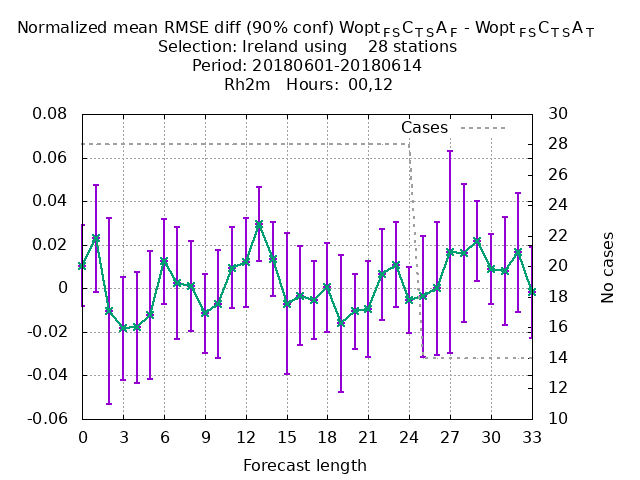 Normalized mean RMSE diff (90% conf) Wopt FS C TS A F - Wopt FS C TS A T
Selection: Ireland using 28 stations
Period: 20180601-20180614
Rh2m Hours: 00,12
Cases
0.08
0.06
0.04
0.02
0
-0.02
-0.04
-0.06
30
28
26
24
22
20
18
16
14
12
10
No cases
0 3 6 9 12 15 18 21 24 27 30 33
Forecast length